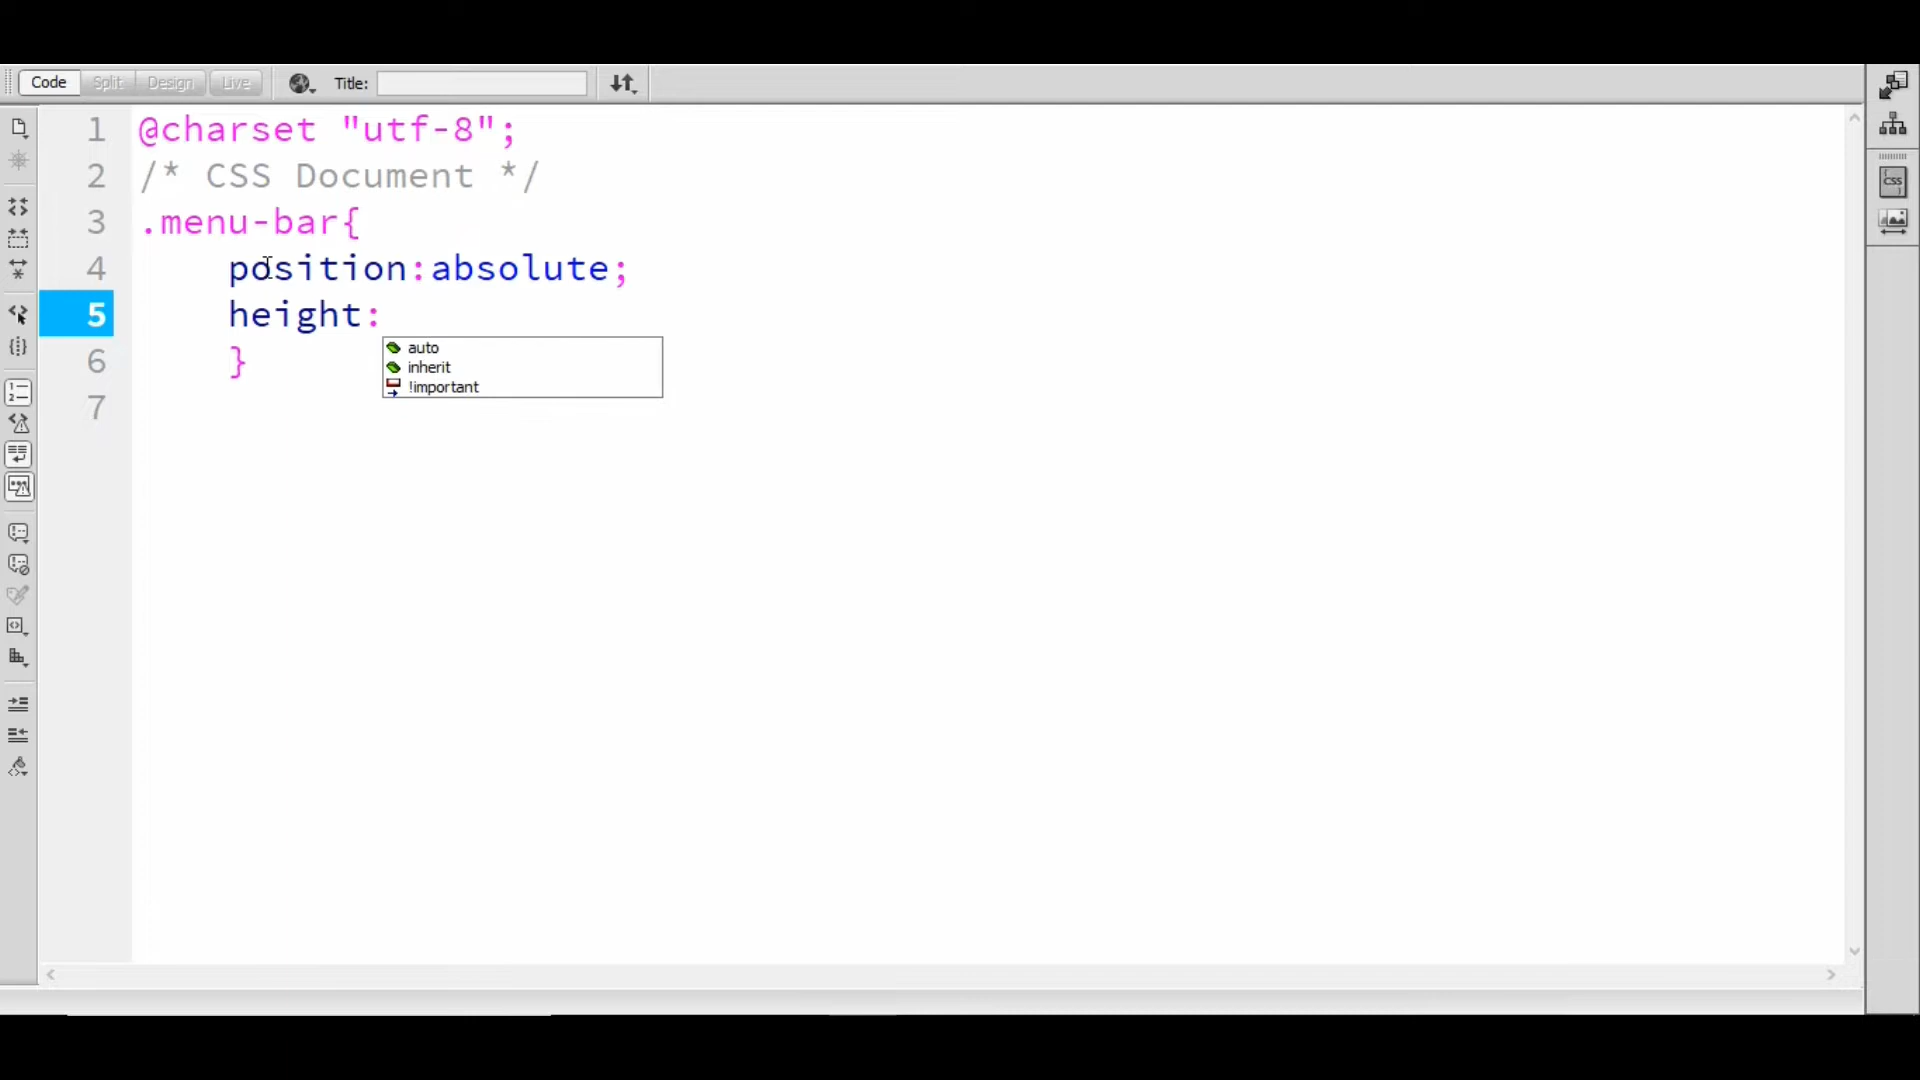 Code Split Design Live Title:
1 @charset "utf-8";
2 /* CSS Document */
3 .menu-bar{
4 position:absolute;
5 height:
auto
inherit
!important
6 }
7
CSS